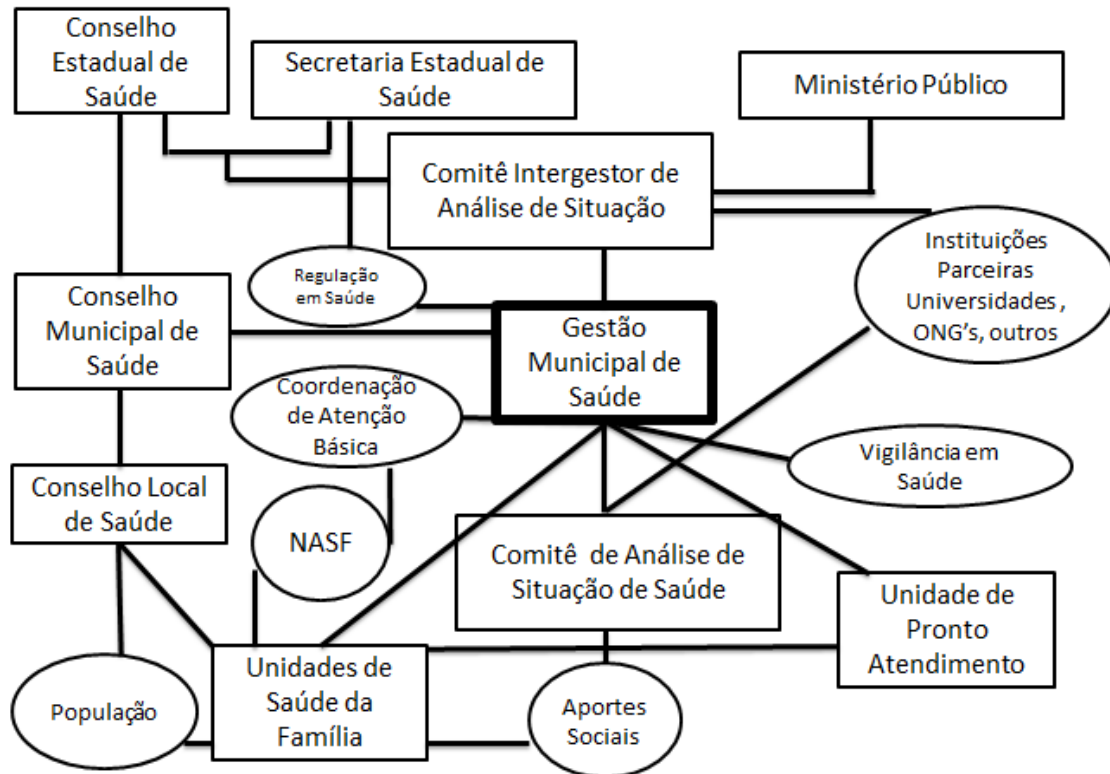 Conselho
Estadual de
Saúde
Secretaria Estadual de
Saúde
Ministério Público
Comitê Intergestor de
Análise de Situação
Instituições
Parceiras
Universidades ,
ONG's, outros
Regulação
em Saúde
Conselho
Municipal de
Saúde
Gestão
Municipal de
Saúde
Coordenação
de Atenção
Básica
Vigilância em
Saúde
Conselho Local
de Saúde
NASF
Comitê de Análise de
Situação de Saúde
Unidade de
Pronto
Atendimento
População
Unidades de
Saúde da
Família
Aportes
Sociais